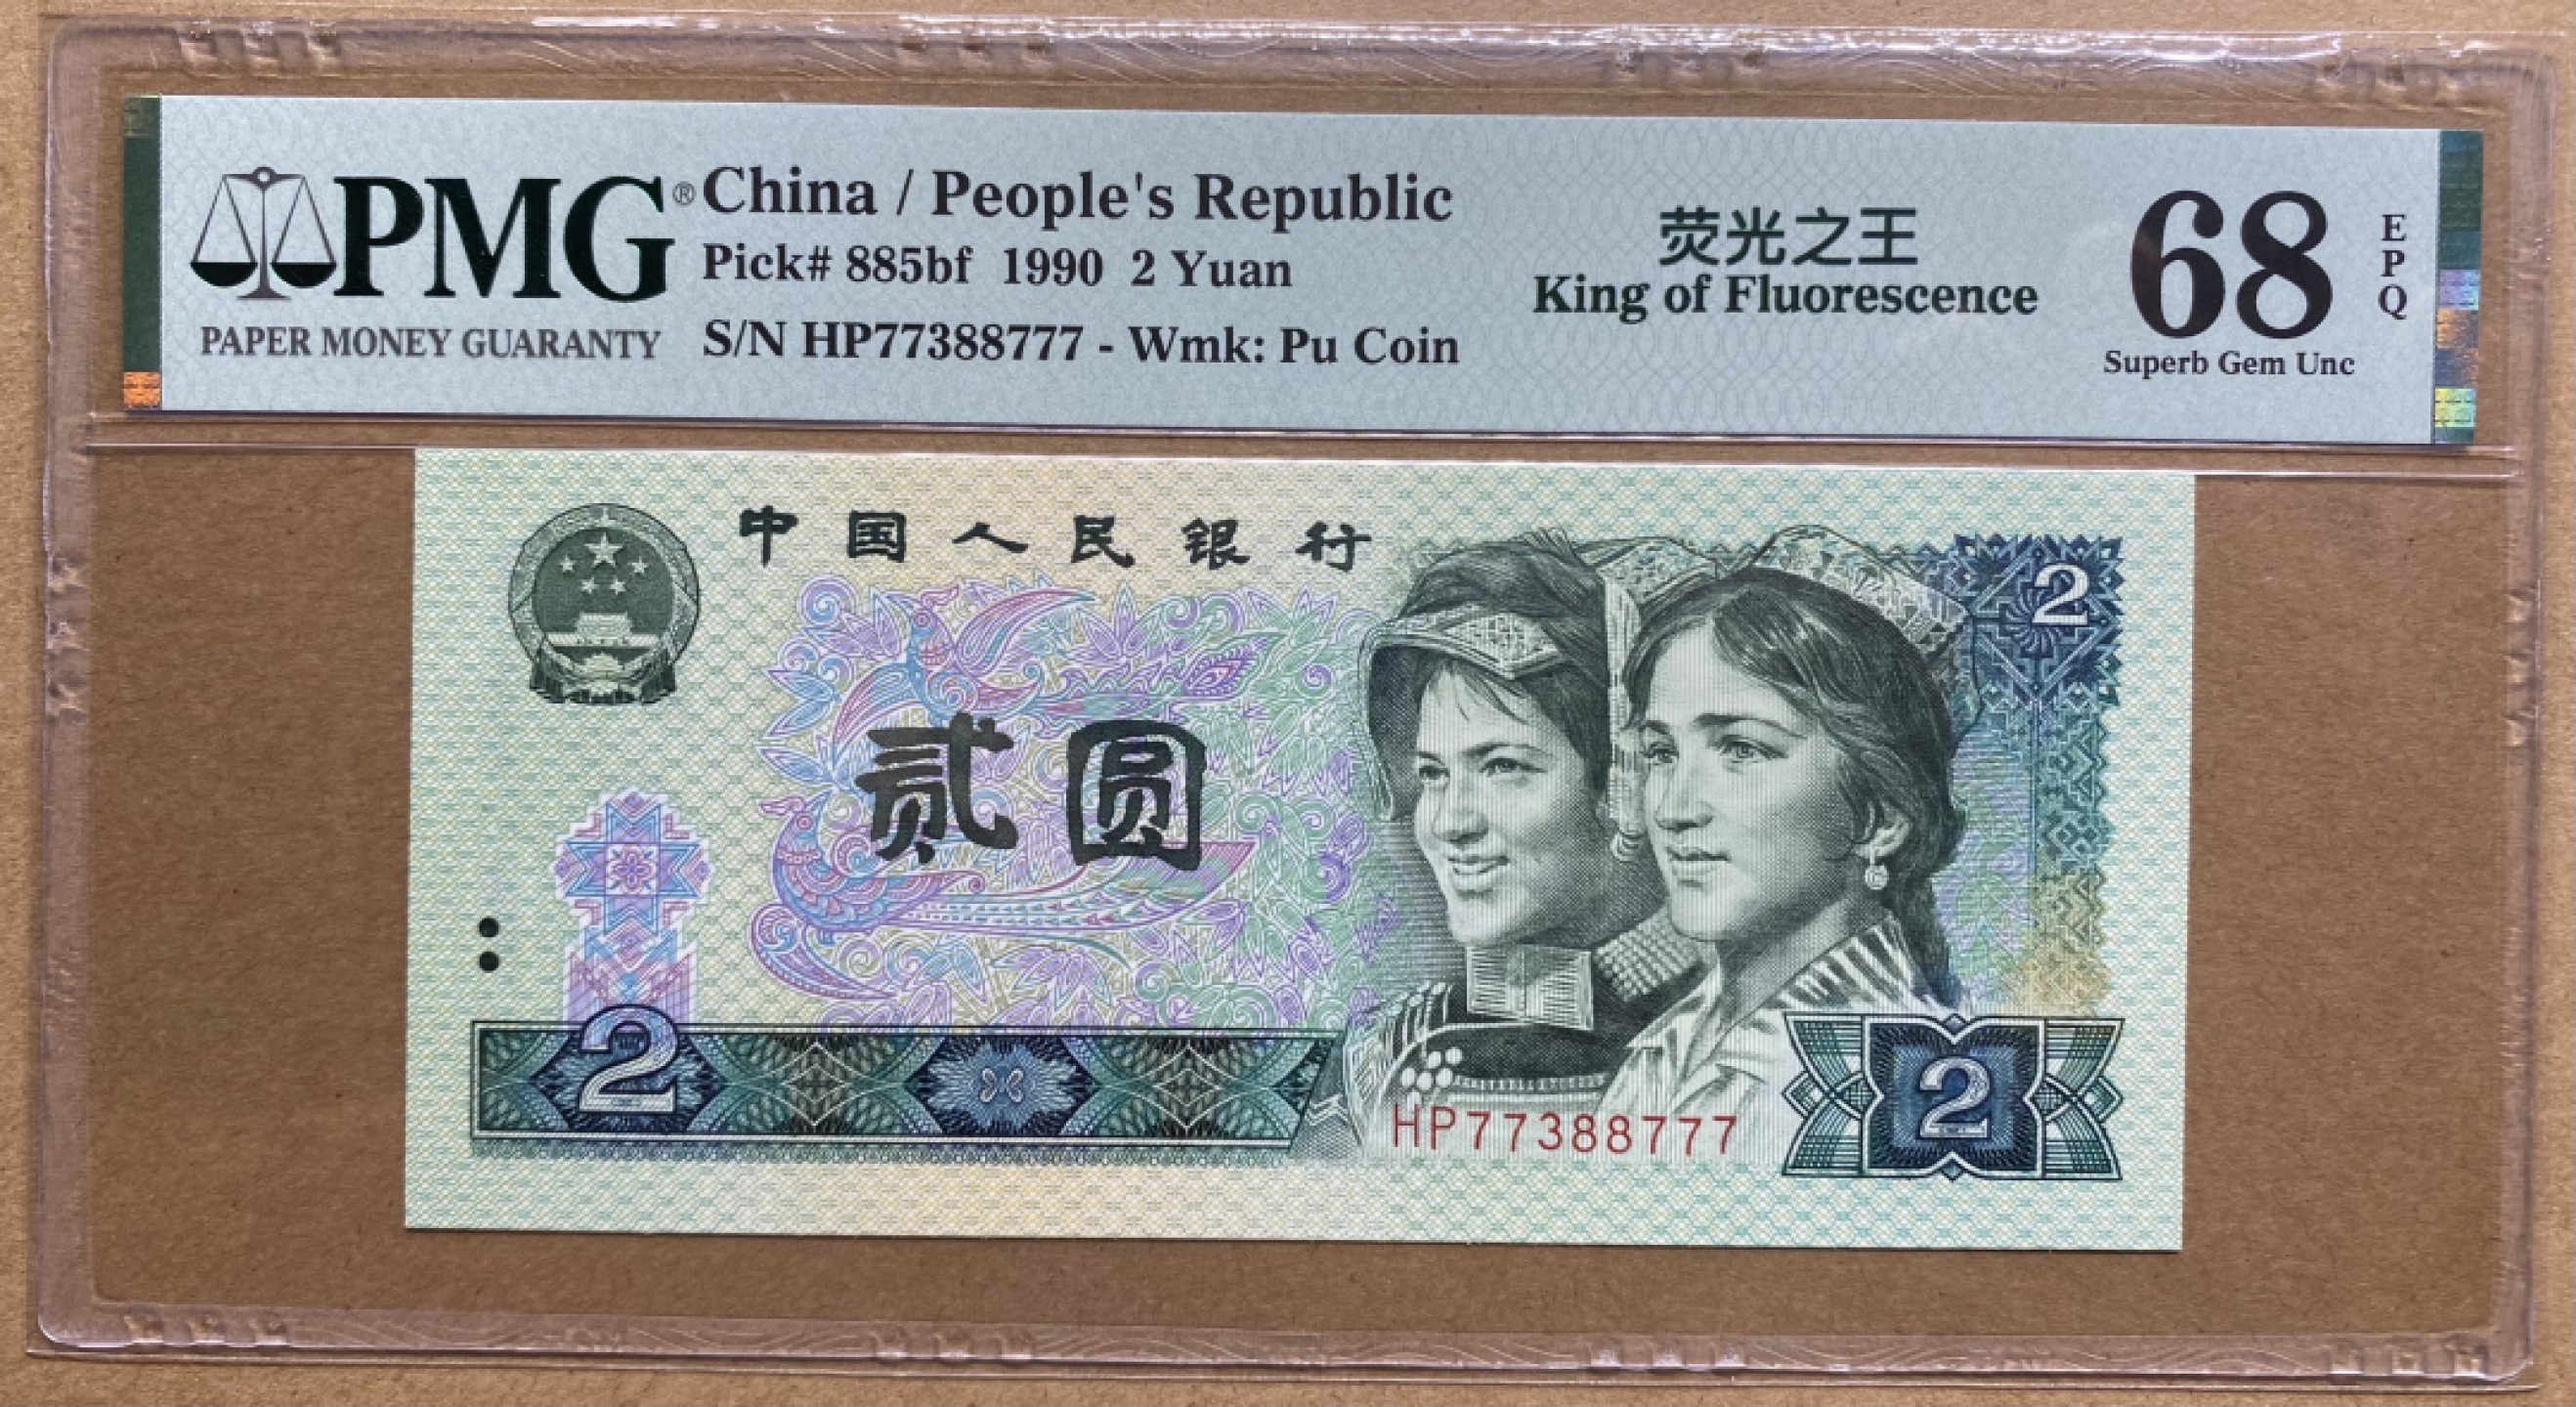 PMG®
PAPER MONEY GUARANTY
China / People's Republic
Pick# 885bf 1990 2 Yuan
S/N HP77388777 - Wmk: Pu Coin
荧光之王
King of Fluorescence
68
EPQ
Superb Gem Unc
中国人民银行
2
贰圆
2
2
HP77388777